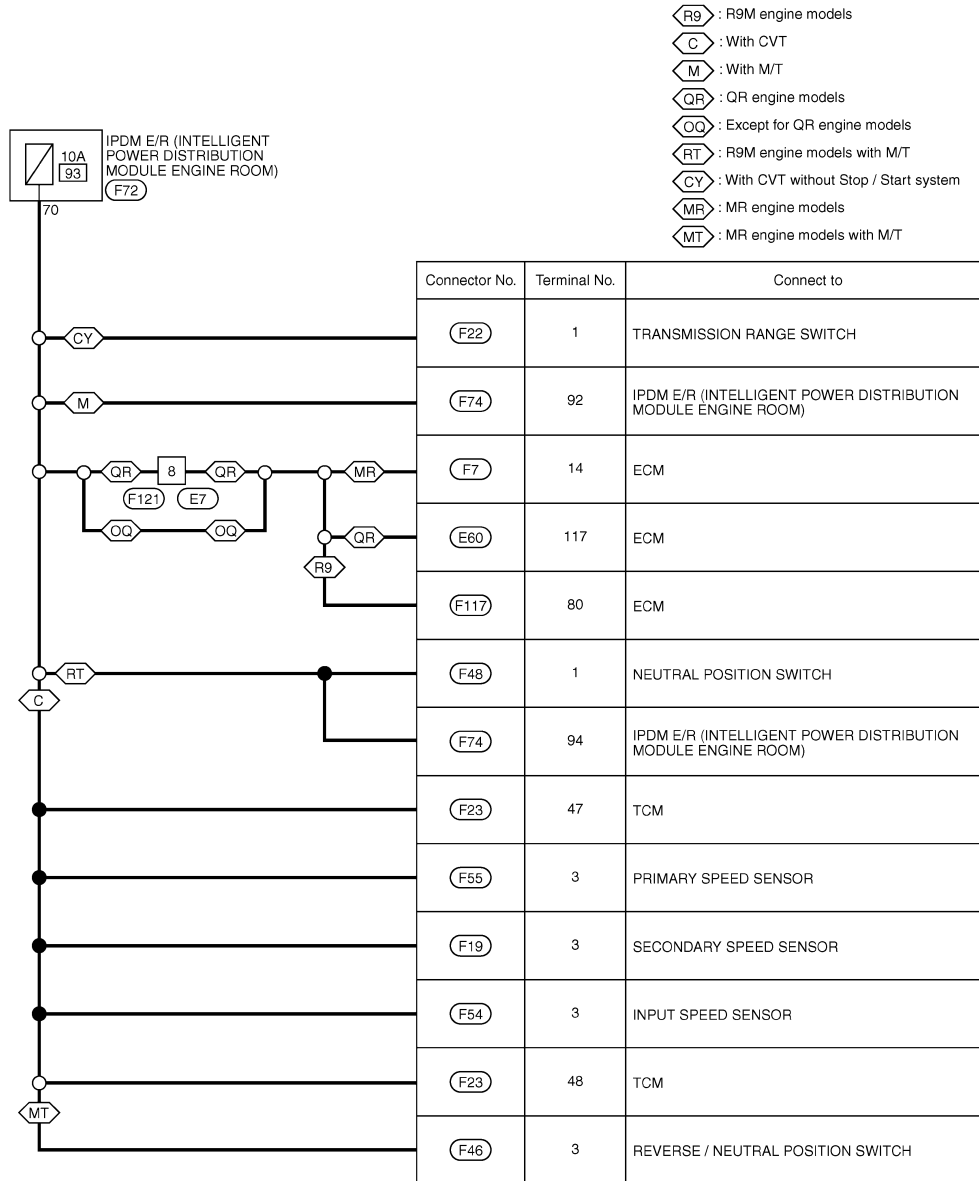 R9 : R9M engine models
C : With CVT
M : With M/T
QR : QR engine models
OQ : Except for QR engine models
RT : R9M engine models with M/T
CY : With CVT without Stop / Start system
MR : MR engine models
MT : MR engine models with M/T
10A
93
IPDM E/R (INTELLIGENT
POWER DISTRIBUTION
MODULE ENGINE ROOM)
F72
70
Connector No. Terminal No. Connect to
CY F22 1 TRANSMISSION RANGE SWITCH
M F74 92 IPDM E/R (INTELLIGENT POWER DISTRIBUTION
MODULE ENGINE ROOM)
QR 8 QR MR F7 14 ECM
F121 E7
OQ OQ QR E60 117 ECM
R9
F117 80 ECM
RT F48 1 NEUTRAL POSITION SWITCH
C
F74 94 IPDM E/R (INTELLIGENT POWER DISTRIBUTION
MODULE ENGINE ROOM)
F23 47 TCM
F55 3 PRIMARY SPEED SENSOR
F19 3 SECONDARY SPEED SENSOR
F54 3 INPUT SPEED SENSOR
F23 48 TCM
MT
F46 3 REVERSE / NEUTRAL POSITION SWITCH